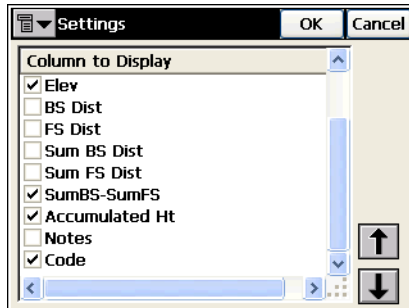 Settings
OK
Cancel
Column to Display
Elev
BS Dist
FS Dist
Sum BS Dist
Sum FS Dist
SumBS-SumFS
Accumulated Ht
Notes
Code